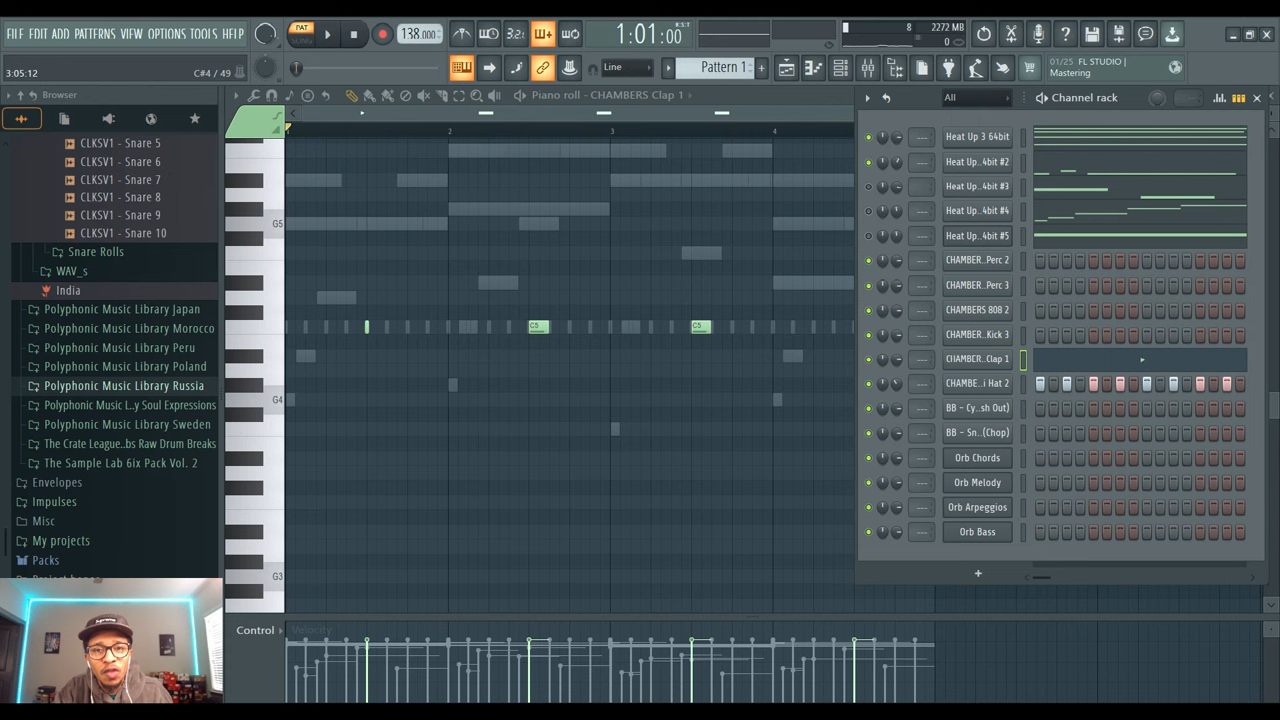 FILE EDIT ADD PATTERNS VIEW OPTIONS TOOLS HELP
PAT
138.000
3.2:
1:01:00
8 2272 MB
0
3:05:12 C#4 / 49
Line
Pattern 1
01/25 FL STUDIO |
Mastering
Browser
Piano roll - CHAMBERS Clap 1
All
Channel rack
CLKSV1 - Snare 5
CLKSV1 - Snare 6
CLKSV1 - Snare 7
CLKSV1 - Snare 8
CLKSV1 - Snare 9
CLKSV1 - Snare 10
Snare Rolls
WAV_s
India
Polyphonic Music Library Japan
Polyphonic Music Library Morocco
Polyphonic Music Library Peru
Polyphonic Music Library Poland
Polyphonic Music Library Russia
Polyphonic Music L..y Soul Expressions
Polyphonic Music Library Sweden
The Crate League..bs Raw Drum Breaks
The Sample Lab 6ix Pack Vol. 2
Envelopes
Impulses
Misc
My projects
Packs
2 3 4
G5
C5 C5
G4
G3
Control Velocity
Heat Up 3 64bit
Heat Up..4bit #2
Heat Up..4bit #3
Heat Up..4bit #4
Heat Up..4bit #5
CHAMBER..Perc 2
CHAMBER..Perc 3
CHAMBERS 808 2
CHAMBER..Kick 3
CHAMBER..Clap 1
CHAMBE..i Hat 2
BB - Cy..sh Out)
BB - Sn..(Chop)
Orb Chords
Orb Melody
Orb Arpeggios
Orb Bass